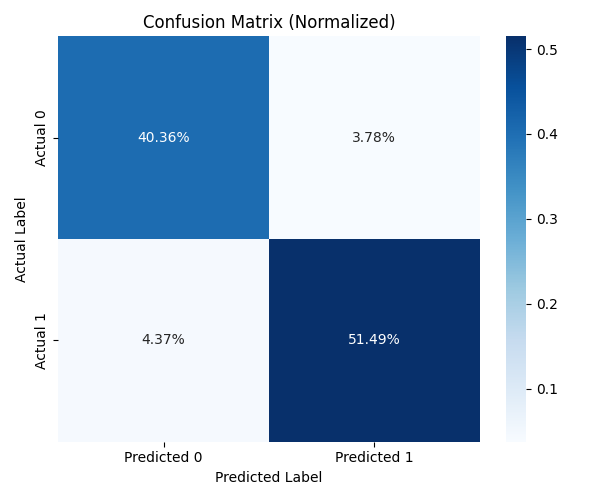 Confusion Matrix (Normalized)
Actual Label
Actual 0
40.36%
3.78%
Actual 1
4.37%
51.49%
Predicted 0
Predicted 1
Predicted Label
0.5
0.4
0.3
0.2
0.1